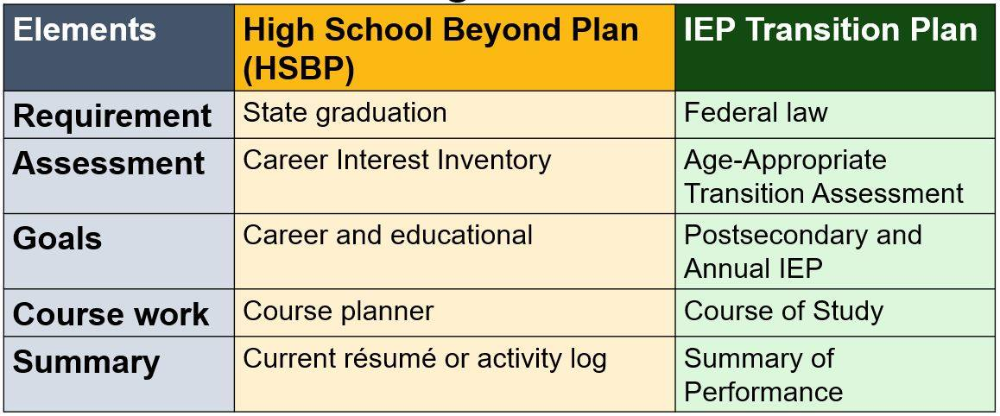 Elements
High School Beyond Plan
(HSBP)
IEP Transition Plan
Requirement
State graduation
Federal law
Assessment
Career Interest Inventory
Age-Appropriate
Transition Assessment
Goals
Career and educational
Postsecondary and
Annual IEP
Course work
Course planner
Course of Study
Summary
Current résumé or activity log
Summary of
Performance